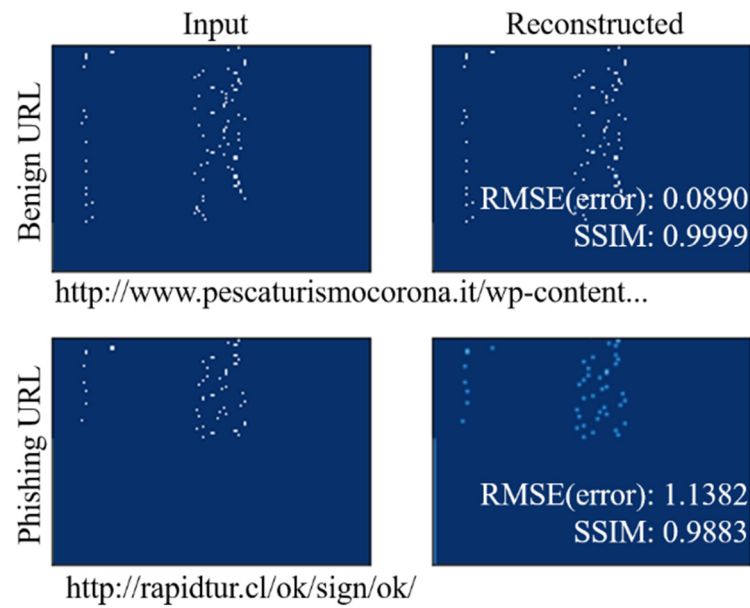 Input
Reconstructed
Benign URL
RMSE(error): 0.0890
SSIM: 0.9999
http://www.pescaturismocorona.it/wp-content...
Phishing URL
RMSE(error): 1.1382
SSIM: 0.9883
http://rapidtur.cl/ok/sign/ok/